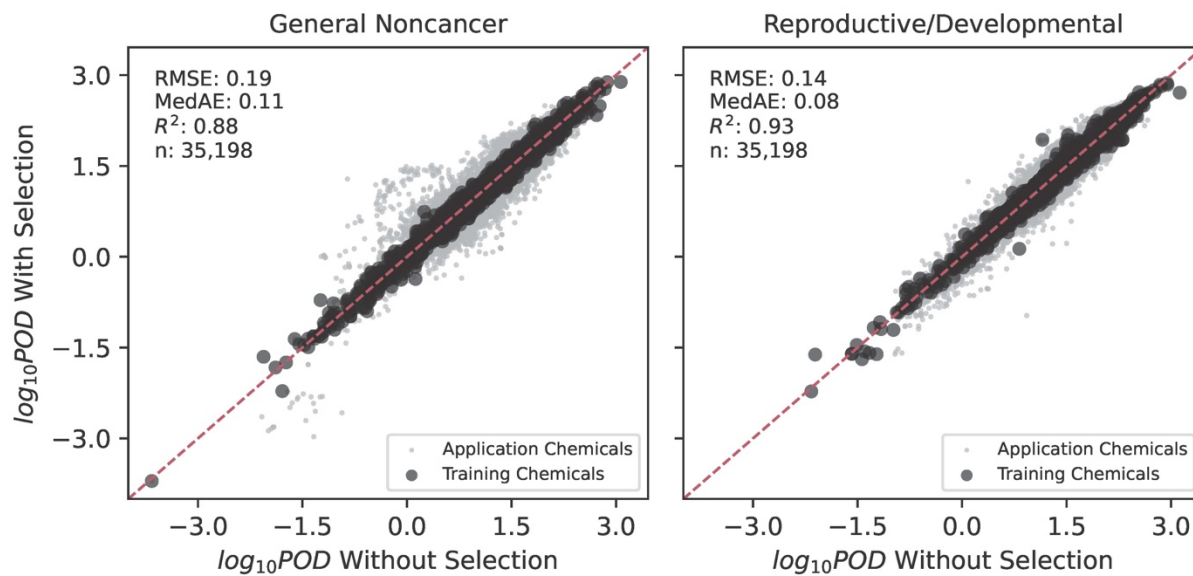 General Noncancer
RMSE: 0.19
MedAE: 0.11
R²: 0.88
n: 35,198
log₁₀POD With Selection
3.0
1.5
0.0
−1.5
−3.0
Application Chemicals
Training Chemicals
−3.0 −1.5 0.0 1.5 3.0
log₁₀POD Without Selection
Reproductive/Developmental
RMSE: 0.14
MedAE: 0.08
R²: 0.93
n: 35,198
Application Chemicals
Training Chemicals
−3.0 −1.5 0.0 1.5 3.0
log₁₀POD Without Selection